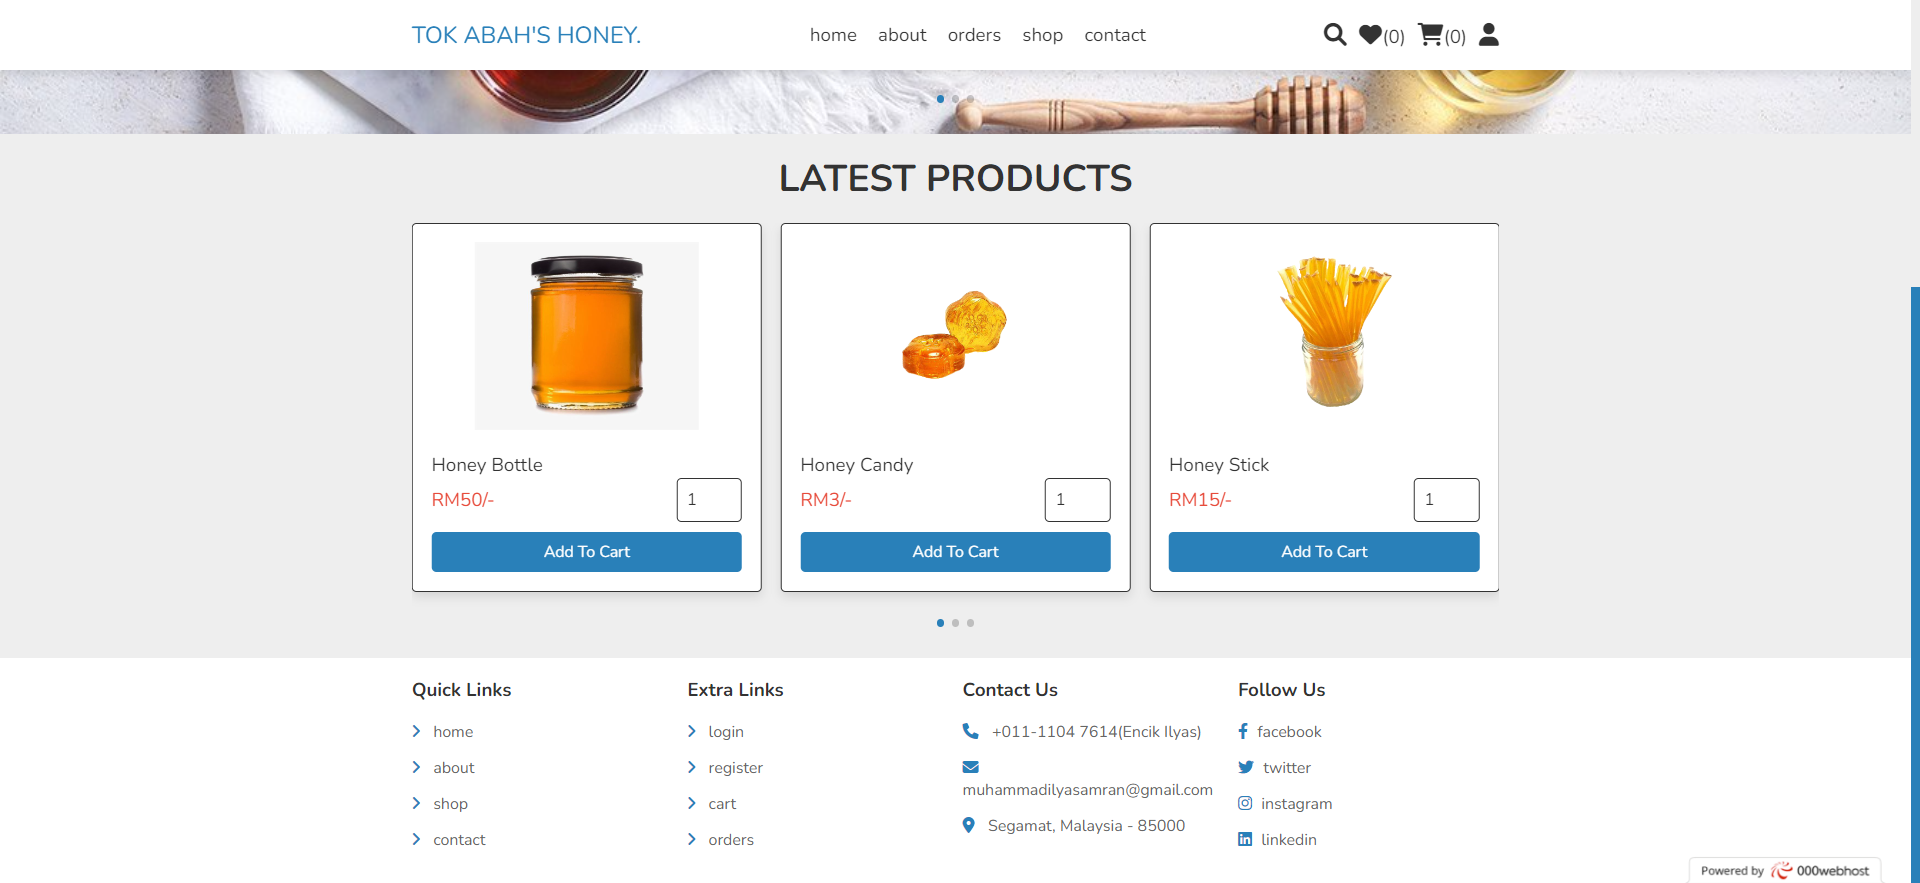 TOK ABAH'S HONEY.
home about orders shop contact
(0) (0)
LATEST PRODUCTS
Honey Bottle
RM50/-
1
Add To Cart
Honey Candy
RM3/-
1
Add To Cart
Honey Stick
RM15/-
1
Add To Cart
Quick Links
home
about
shop
contact
Extra Links
login
register
cart
orders
Contact Us
+011-1104 7614(Encik Ilyas)
muhammadilyasamran@gmail.com
Segamat, Malaysia - 85000
Follow Us
facebook
twitter
instagram
linkedin
Powered by 000webhost